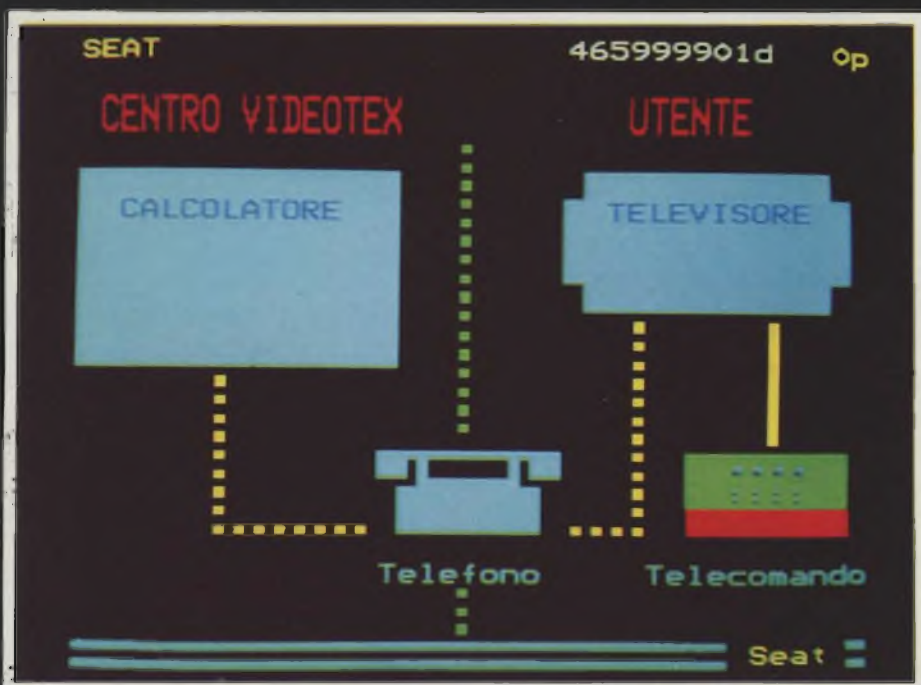 SEAT 465999901d 0p
CENTRO VIDEOTEX UTENTE
CALCOLATORE TELEVISORE
Telefono Telecomando
Seat